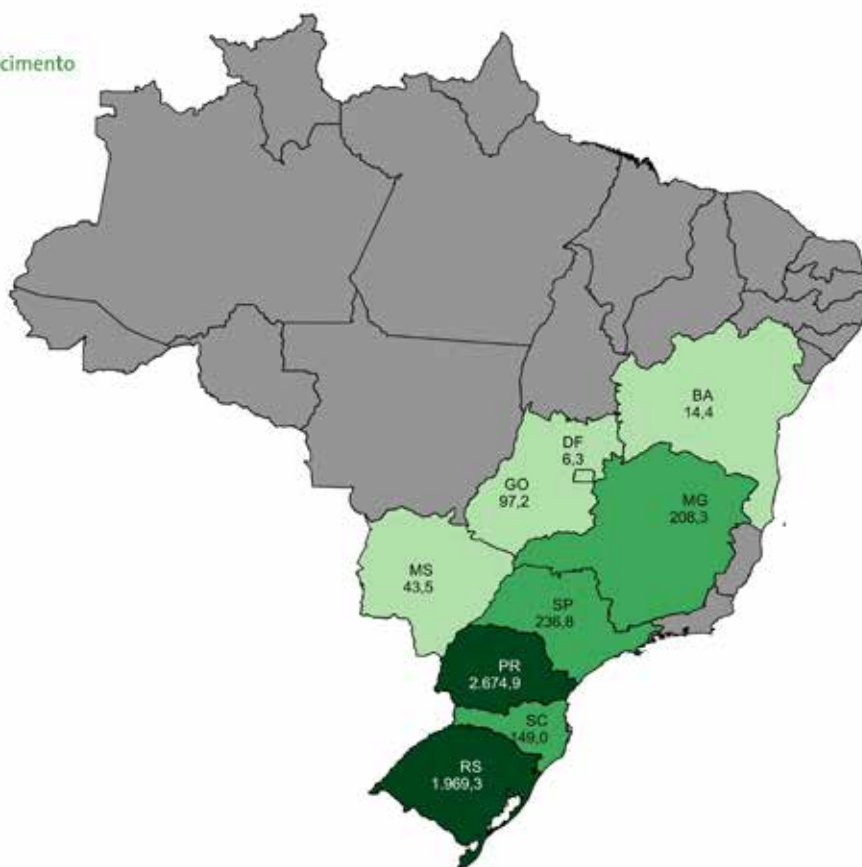 cimento
BA
14,4
DF
6,3
GO
97,2
MG
208,3
MS
43,5
SP
236,8
PR
2.674,9
SC
149,0
RS
1.969,3